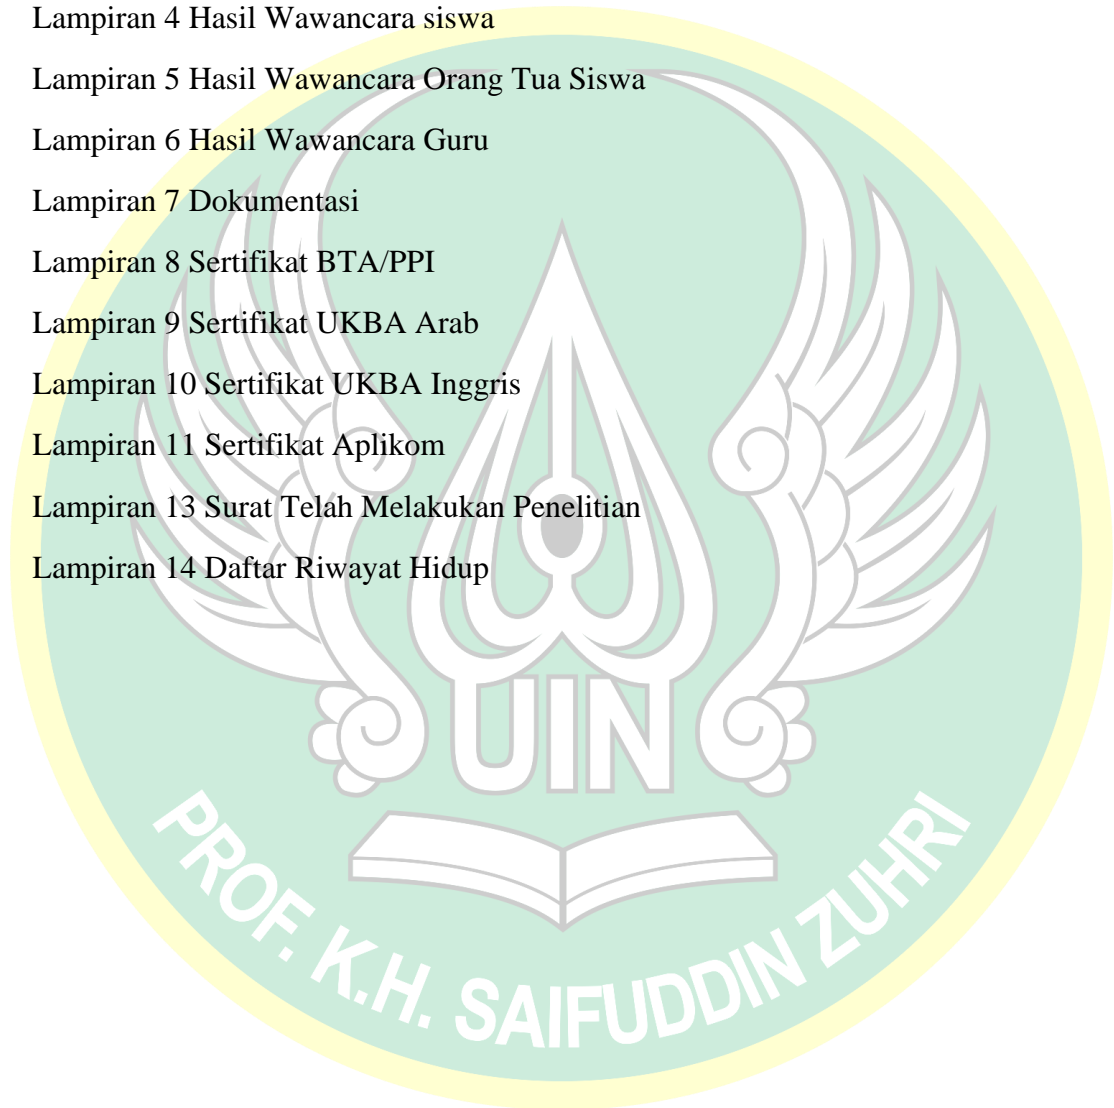 Lampiran 4 Hasil Wawancara siswa
Lampiran 5 Hasil Wawancara Orang Tua Siswa
Lampiran 6 Hasil Wawancara Guru
Lampiran 7 Dokumentasi
Lampiran 8 Sertifikat BTA/PPI
Lampiran 9 Sertifikat UKBA Arab
Lampiran 10 Sertifikat UKBA Inggris
Lampiran 11 Sertifikat Aplikom
Lampiran 13 Surat Telah Melakukan Penelitian
Lampiran 14 Daftar Riwayat Hidup
UIN
PROF. K.H. SAIFUDDIN ZUHRI